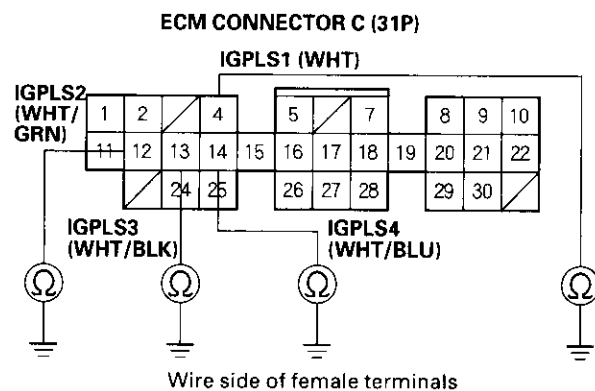 ECM CONNECTOR C (31P)
IGPLS1 (WHT)
IGPLS2
(WHT/
GRN)
1 2 4 5 7 8 9 10
11 12 13 14 15 16 17 18 19 20 21 22
24 25 26 27 28 29 30
IGPLS3
(WHT/BLK)
IGPLS4
(WHT/BLU)
Ω Ω Ω Ω
Wire side of female terminals